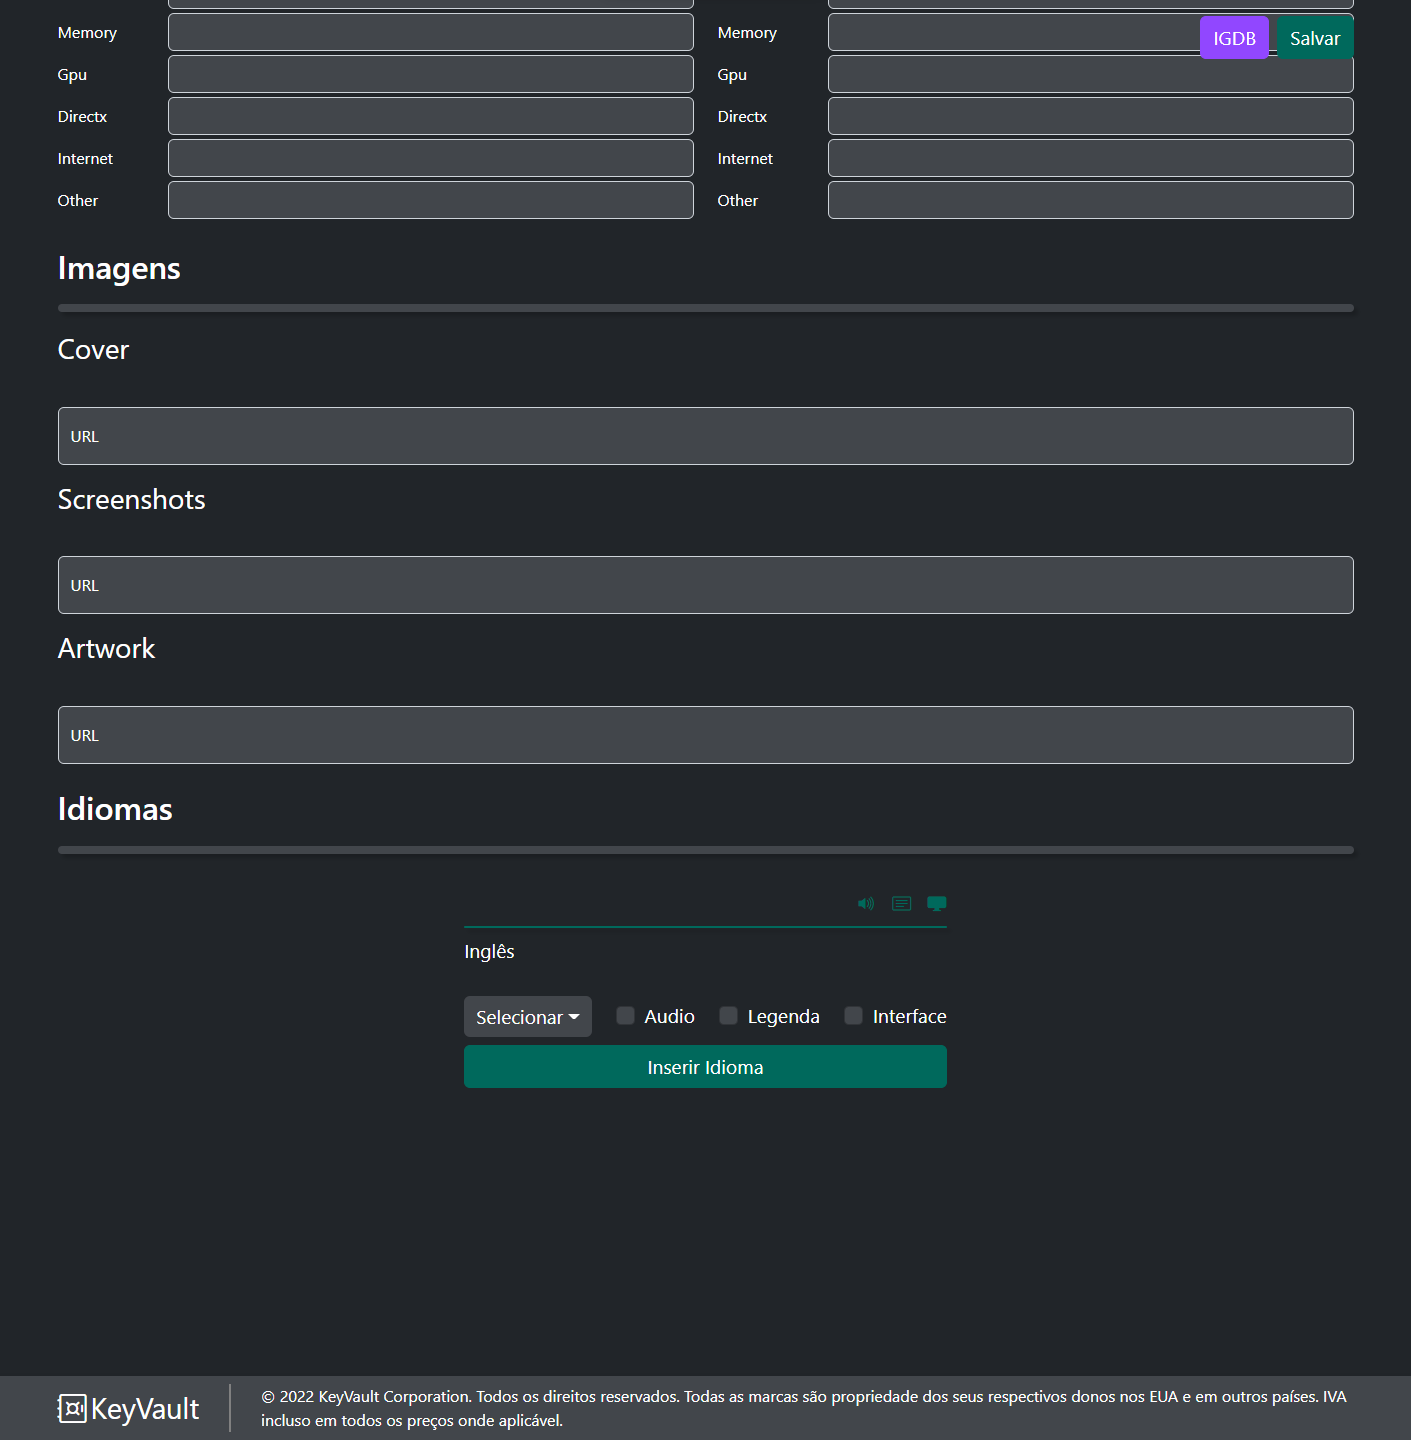 Memory
Memory
IGDB
Salvar
Gpu
Gpu
Directx
Directx
Internet
Internet
Other
Other
Imagens
Cover
URL
Screenshots
URL
Artwork
URL
Idiomas
Inglês
Selecionar
Audio
Legenda
Interface
Inserir Idioma
KeyVault
© 2022 KeyVault Corporation. Todos os direitos reservados. Todas as marcas são propriedade dos seus respectivos donos nos EUA e em outros países. IVA
incluso em todos os preços onde aplicável.